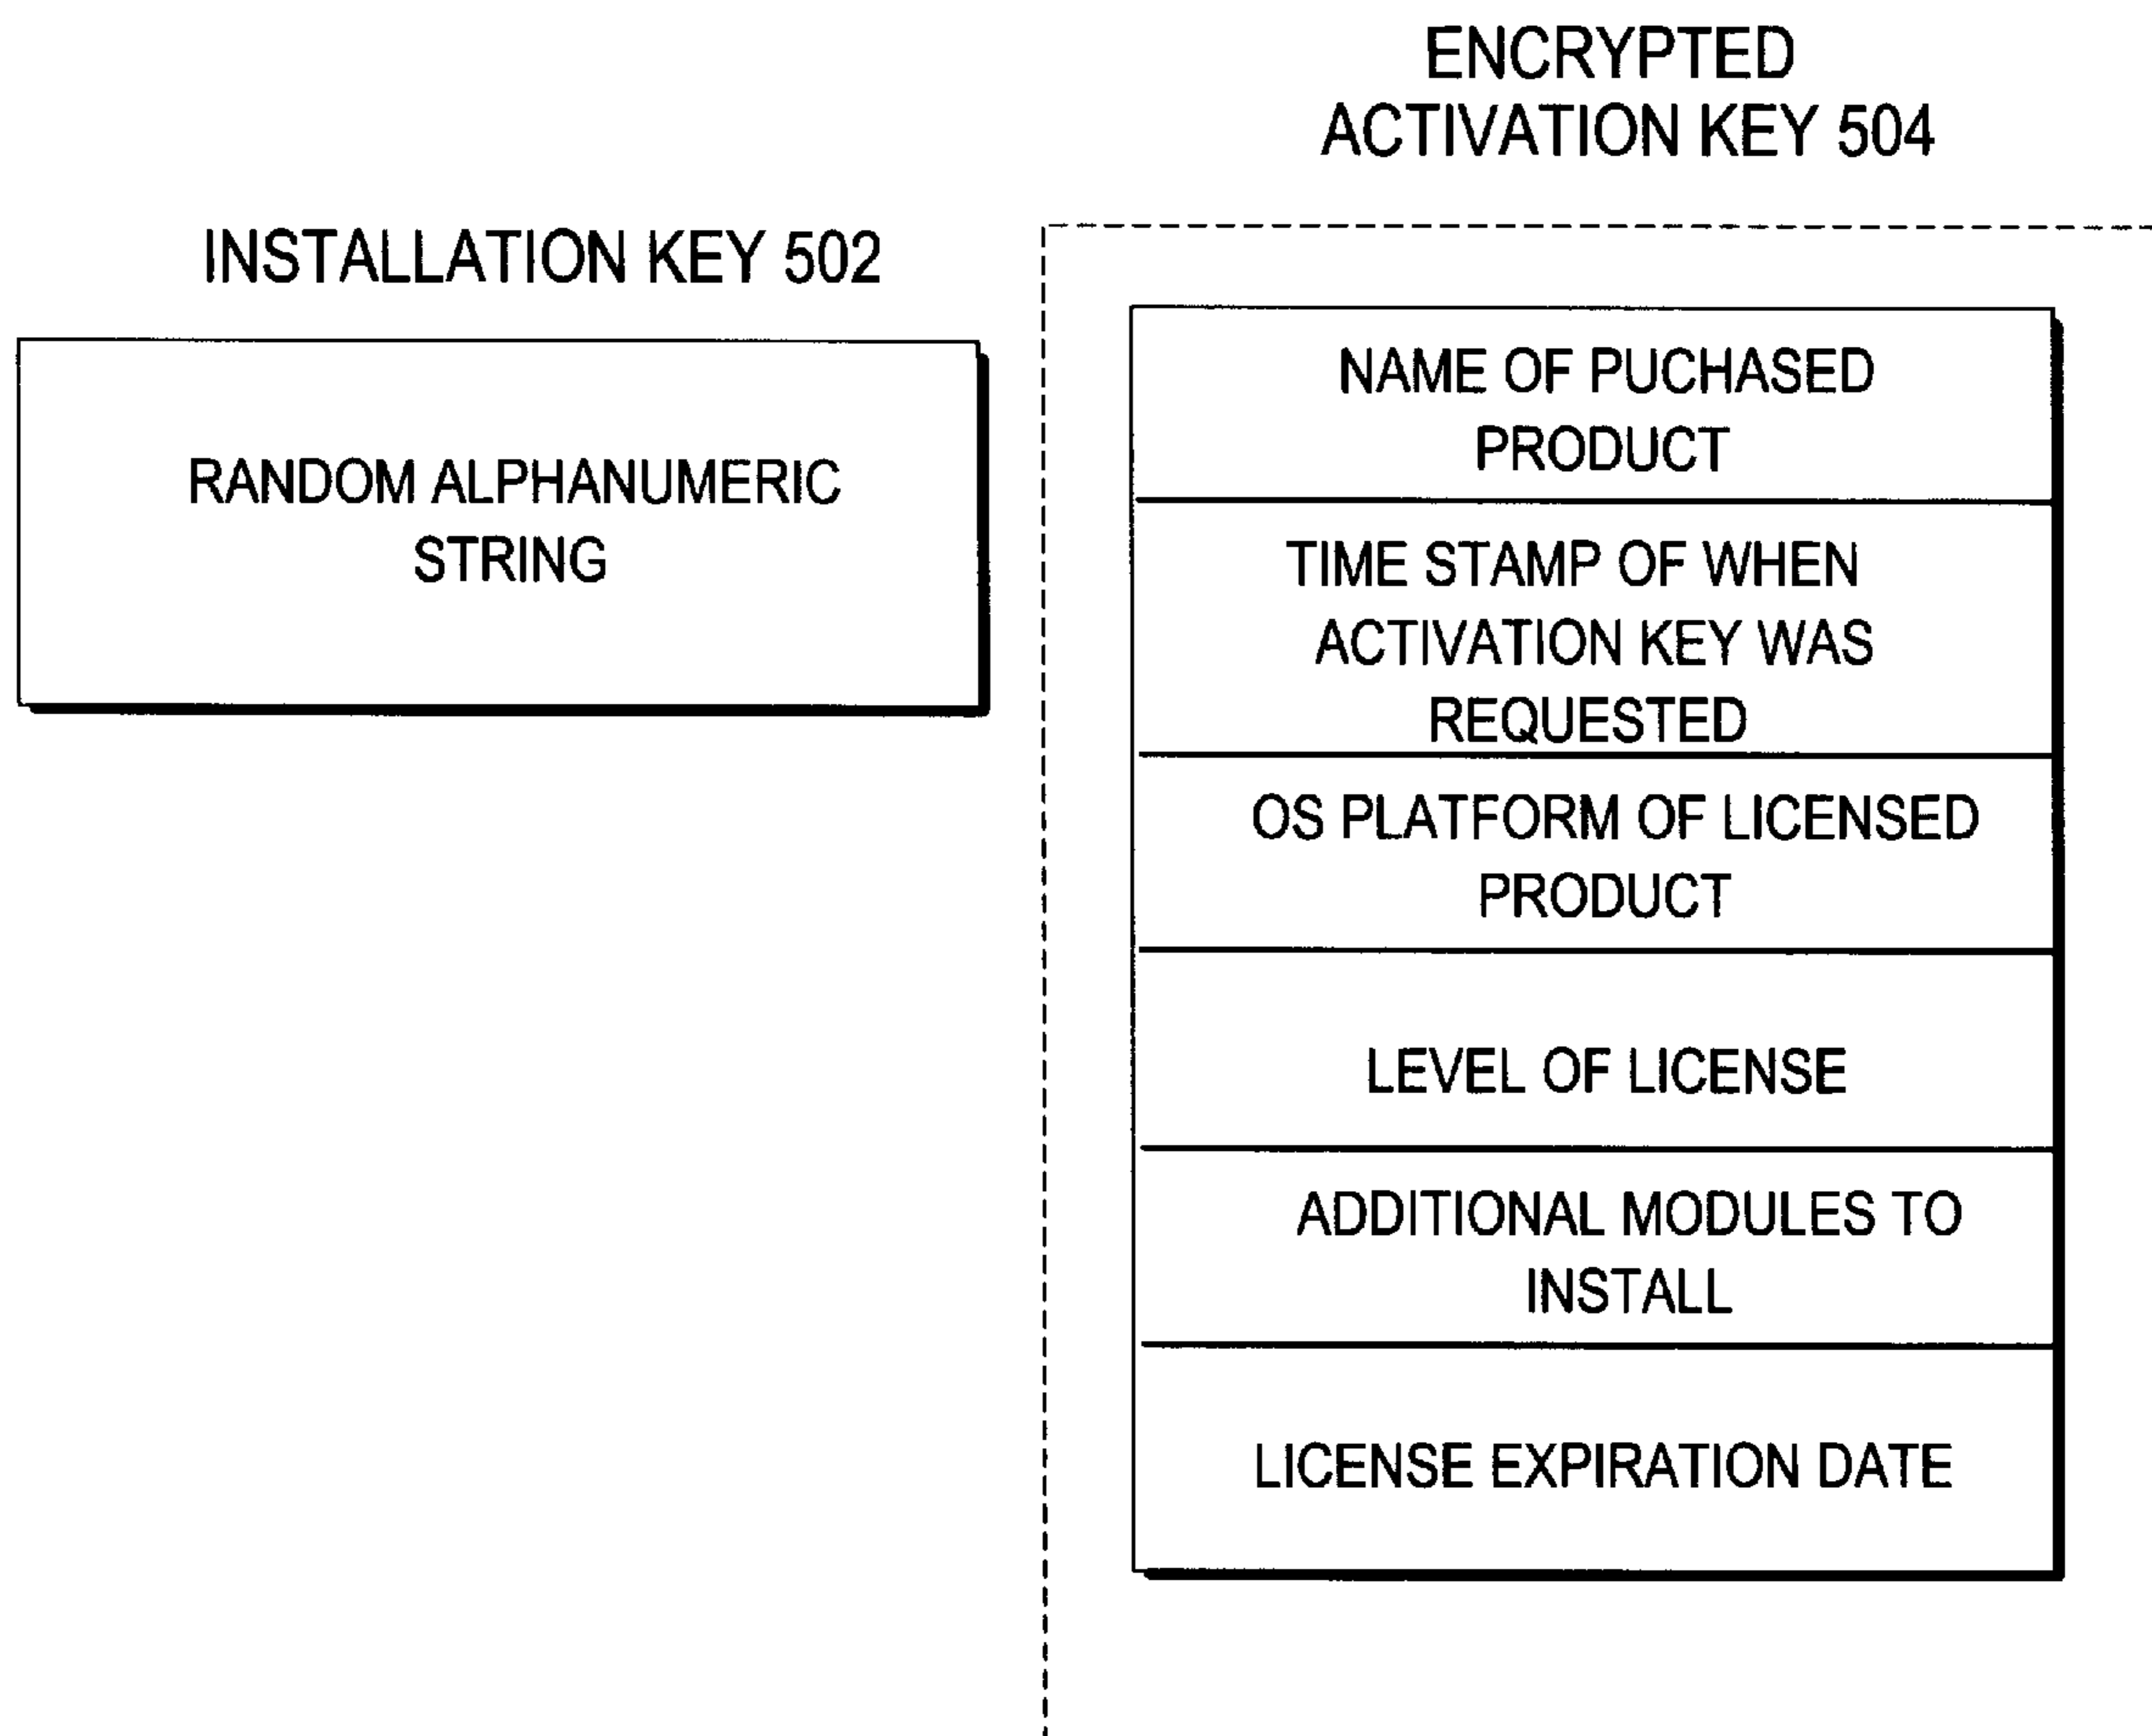 INSTALLATION KEY 502
RANDOM ALPHANUMERIC
STRING
ENCRYPTED
ACTIVATION KEY 504
NAME OF PUCHASED
PRODUCT
TIME STAMP OF WHEN
ACTIVATION KEY WAS
REQUESTED
OS PLATFORM OF LICENSED
PRODUCT
LEVEL OF LICENSE
ADDITIONAL MODULES TO
INSTALL
LICENSE EXPIRATION DATE